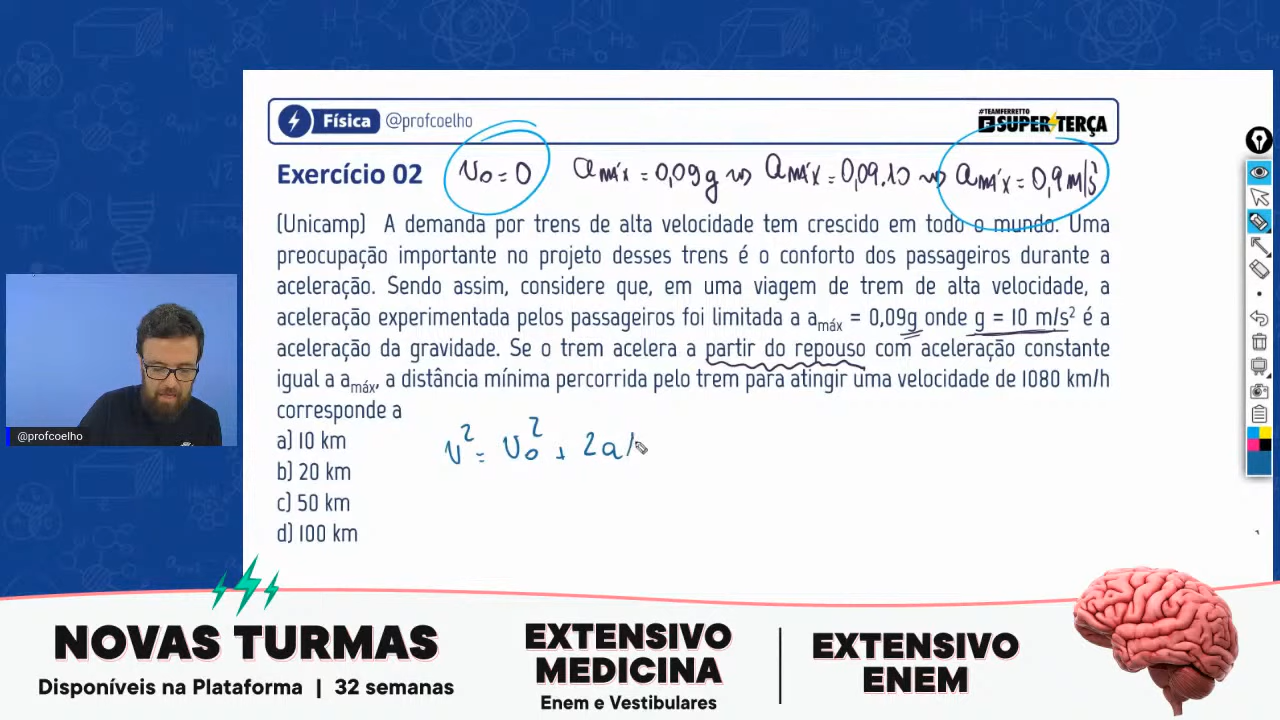 Física @profcoelho
#TEAMFERRETTO
SUPER TERÇA
Exercício 02
v₀ = 0
aMÁX = 0,09g ⇒ aMÁX = 0,09.10 ⇒ aMÁX = 0,9 m/s²
(Unicamp) A demanda por trens de alta velocidade tem crescido em todo o mundo. Uma
preocupação importante no projeto desses trens é o conforto dos passageiros durante a
aceleração. Sendo assim, considere que, em uma viagem de trem de alta velocidade, a
aceleração experimentada pelos passageiros foi limitada a amáx = 0,09g onde g = 10 m/s² é a
aceleração da gravidade. Se o trem acelera a partir do repouso com aceleração constante
igual a amáx, a distância mínima percorrida pelo trem para atingir uma velocidade de 1080 km/h
corresponde a
a) 10 km
b) 20 km
c) 50 km
d) 100 km
v² = v₀² + 2a
@profcoelho
NOVAS TURMAS
Disponíveis na Plataforma | 32 semanas
EXTENSIVO
MEDICINA
Enem e Vestibulares
EXTENSIVO
ENEM